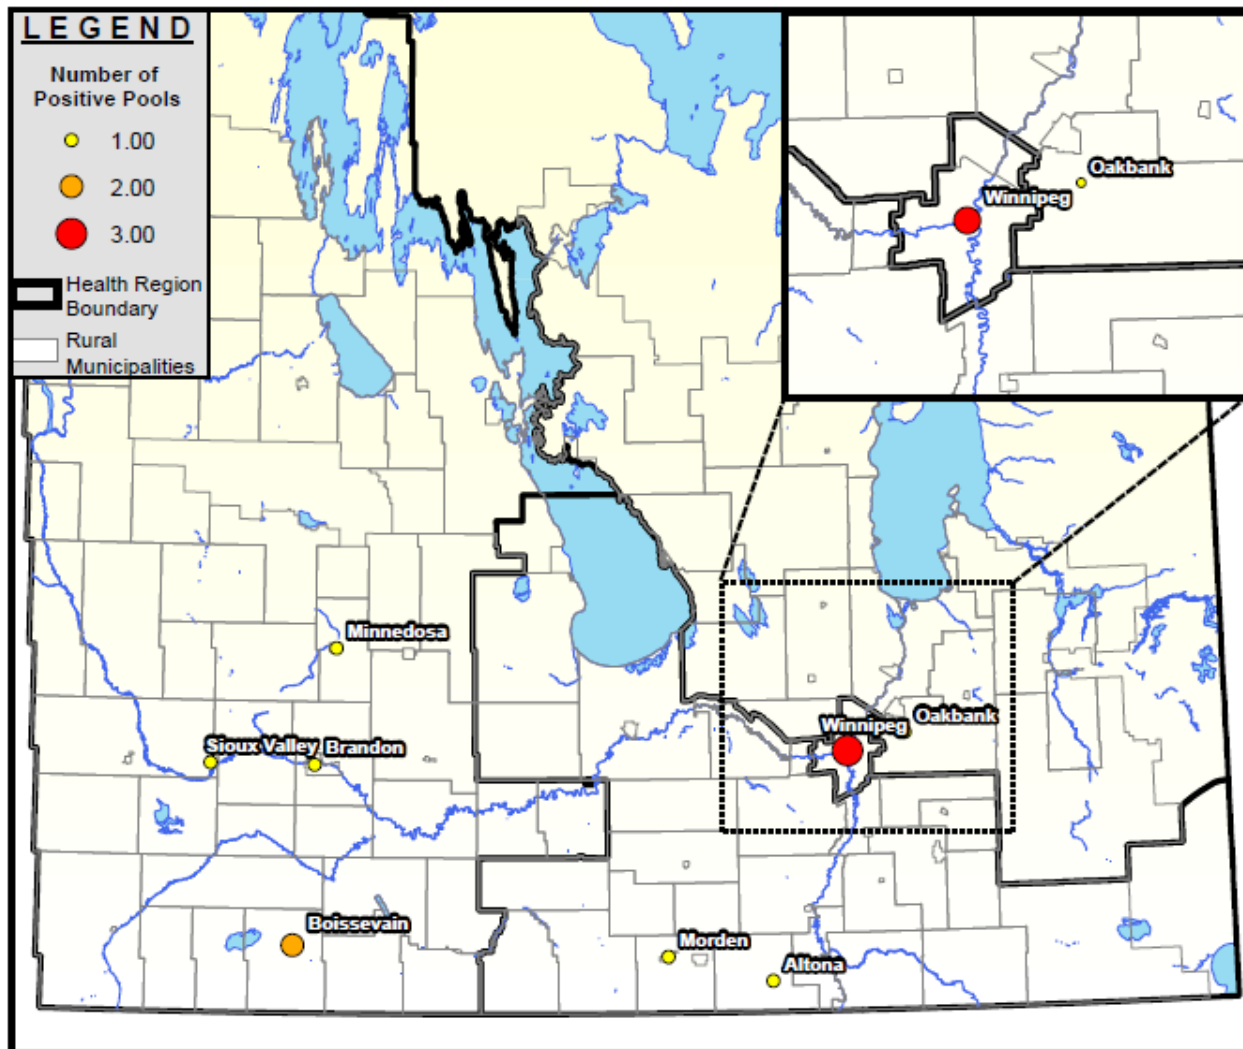 LEGEND
Number of
Positive Pools
1.00
2.00
3.00
Health Region
Boundary
Rural
Municipalities
Oakbank
Winnipeg
Minnedosa
Winnipeg
Oakbank
Sioux Valley
Brandon
Boissevain
Morden
Altona